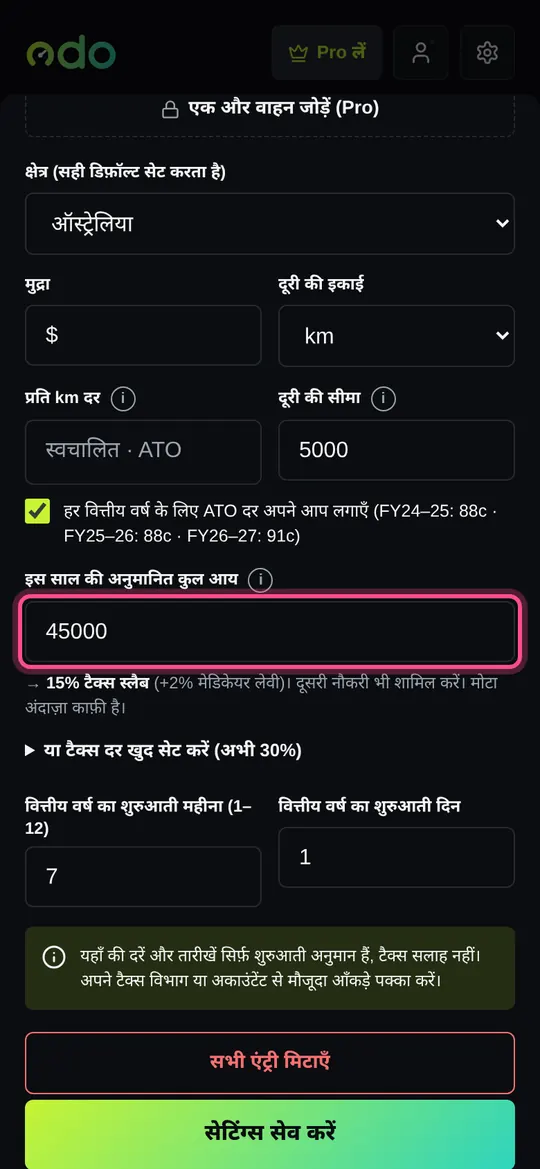 odo
Pro लें
एक और वाहन जोड़ें (Pro)
क्षेत्र (सही डिफ़ॉल्ट सेट करता है)
ऑस्ट्रेलिया
मुद्रा
दूरी की इकाई
$
km
प्रति km दर i
दूरी की सीमा i
स्वचालित · ATO
5000
हर वित्तीय वर्ष के लिए ATO दर अपने आप लगाएँ (FY24–25: 88c ·
FY25–26: 88c · FY26–27: 91c)
इस साल की अनुमानित कुल आय i
45000
→ 15% टैक्स स्लैब (+2% मेडिकेयर लेवी)। दूसरी नौकरी भी शामिल करें। मोटा
अंदाज़ा काफ़ी है।
▶ या टैक्स दर खुद सेट करें (अभी 30%)
वित्तीय वर्ष का शुरुआती महीना (1–
12)
वित्तीय वर्ष का शुरुआती दिन
7
1
यहाँ की दरें और तारीखें सिर्फ़ शुरुआती अनुमान हैं, टैक्स सलाह नहीं।
अपने टैक्स विभाग या अकाउंटेंट से मौजूदा आँकड़े पक्का करें।
सभी एंट्री मिटाएँ
सेटिंग्स सेव करें